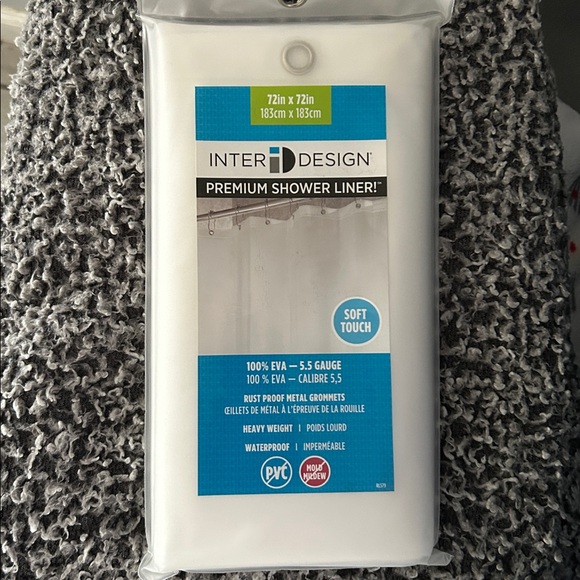 72in x 72in
183cm x 183cm
INTER iD DESIGN®
PREMIUM SHOWER LINER!™
SOFT
TOUCH
100% EVA — 5.5 GAUGE
100 % EVA — CALIBRE 5,5
RUST PROOF METAL GROMMETS
ŒILLETS DE MÉTAL À L'ÉPREUVE DE LA ROUILLE
HEAVY WEIGHT | POIDS LOURD
WATERPROOF | IMPERMÉABLE
PVC
MOLD
MILDEW